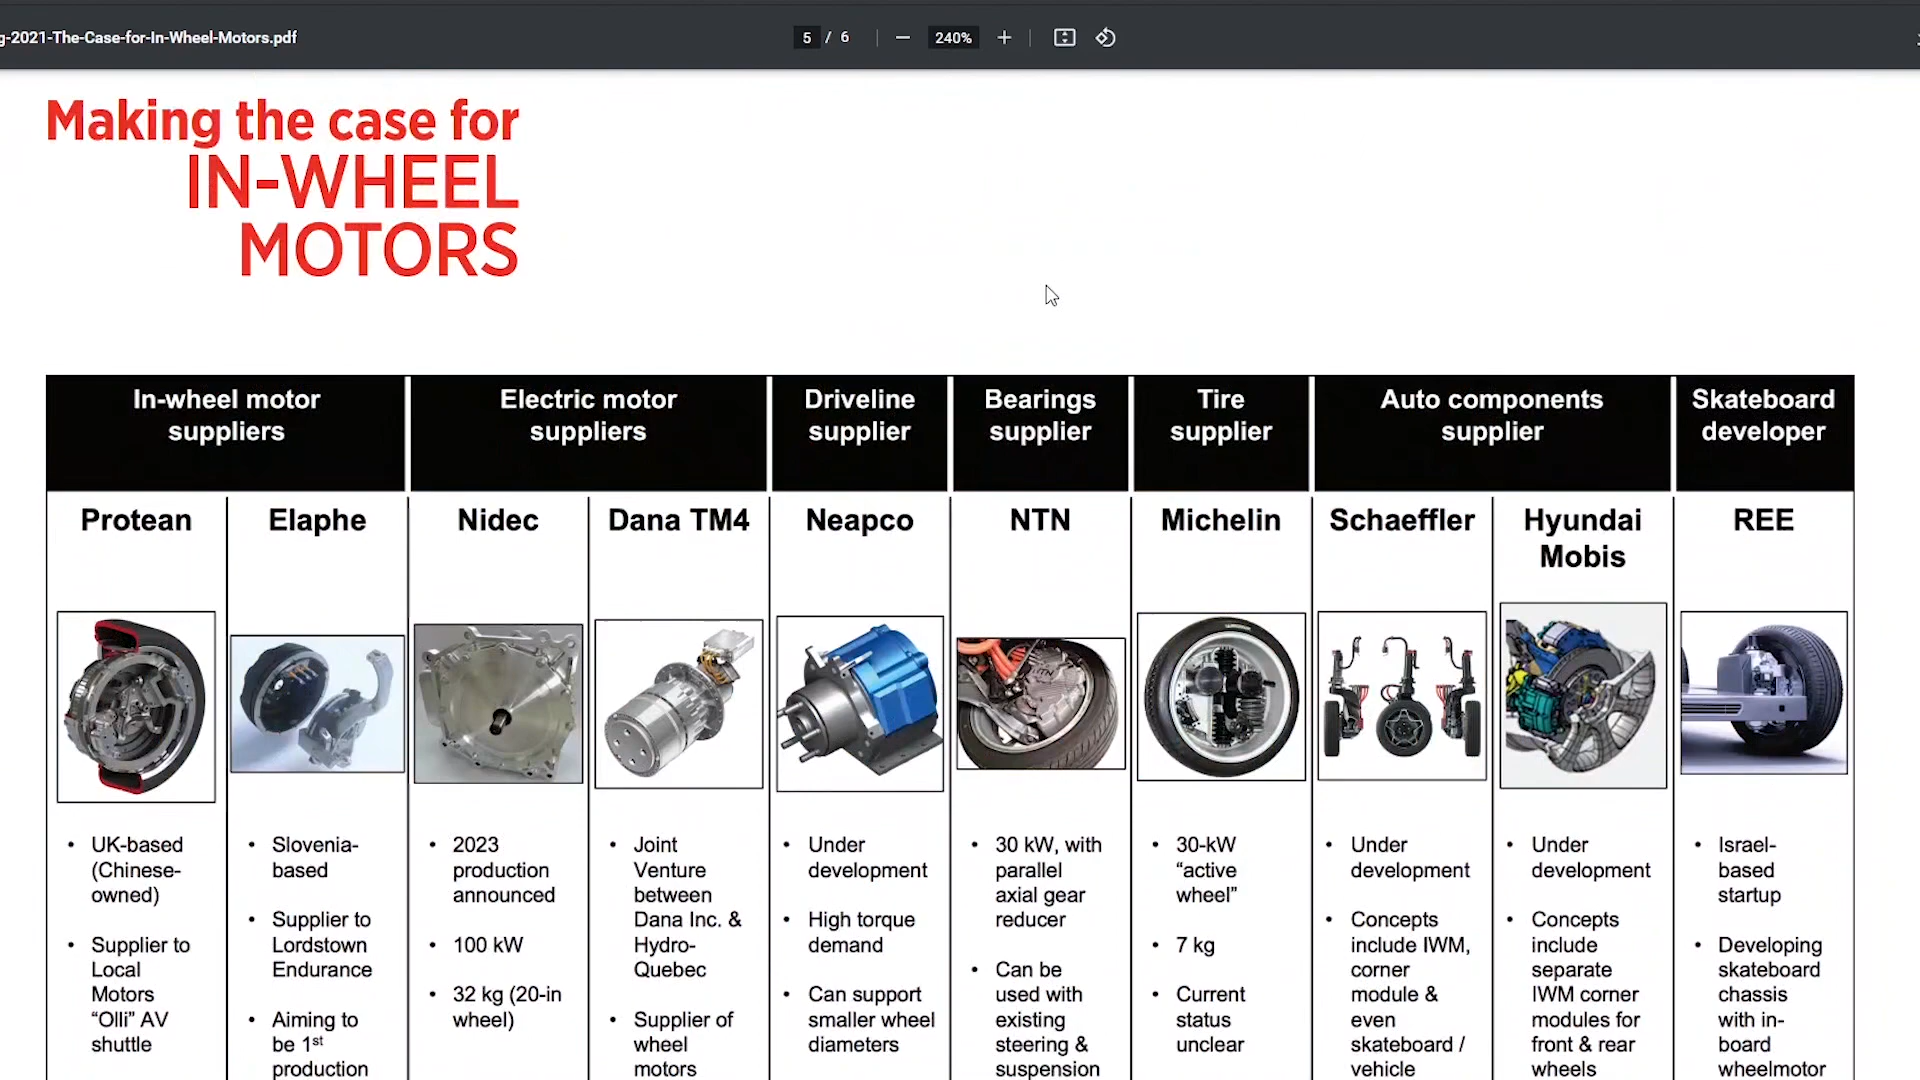 g-2021-The-Case-for-In-Wheel-Motors.pdf
5 / 6
240%
Making the case for
IN-WHEEL
MOTORS
In-wheel motor
suppliers
Electric motor
suppliers
Driveline
supplier
Bearings
supplier
Tire
supplier
Auto components
supplier
Skateboard
developer
Protean
Elaphe
Nidec
Dana TM4
Neapco
NTN
Michelin
Schaeffler
Hyundai
Mobis
REE
• UK-based
(Chinese-
owned)
• Supplier to
Local
Motors
“Olli” AV
shuttle
• Slovenia-
based
• Supplier to
Lordstown
Endurance
• Aiming to
be 1st
production
• 2023
production
announced
• 100 kW
• 32 kg (20-in
wheel)
• Joint
Venture
between
Dana Inc. &
Hydro-
Quebec
• Supplier of
wheel
motors
• Under
development
• High torque
demand
• Can support
smaller wheel
diameters
• 30 kW, with
parallel
axial gear
reducer
• Can be
used with
existing
steering &
suspension
• 30-kW
“active
wheel”
• 7 kg
• Current
status
unclear
• Under
development
• Concepts
include IWM,
corner
module &
even
skateboard /
vehicle
• Under
development
• Concepts
include
separate
IWM corner
modules for
front & rear
wheels
• Israel-
based
startup
• Developing
skateboard
chassis
with in-
board
wheelmotor